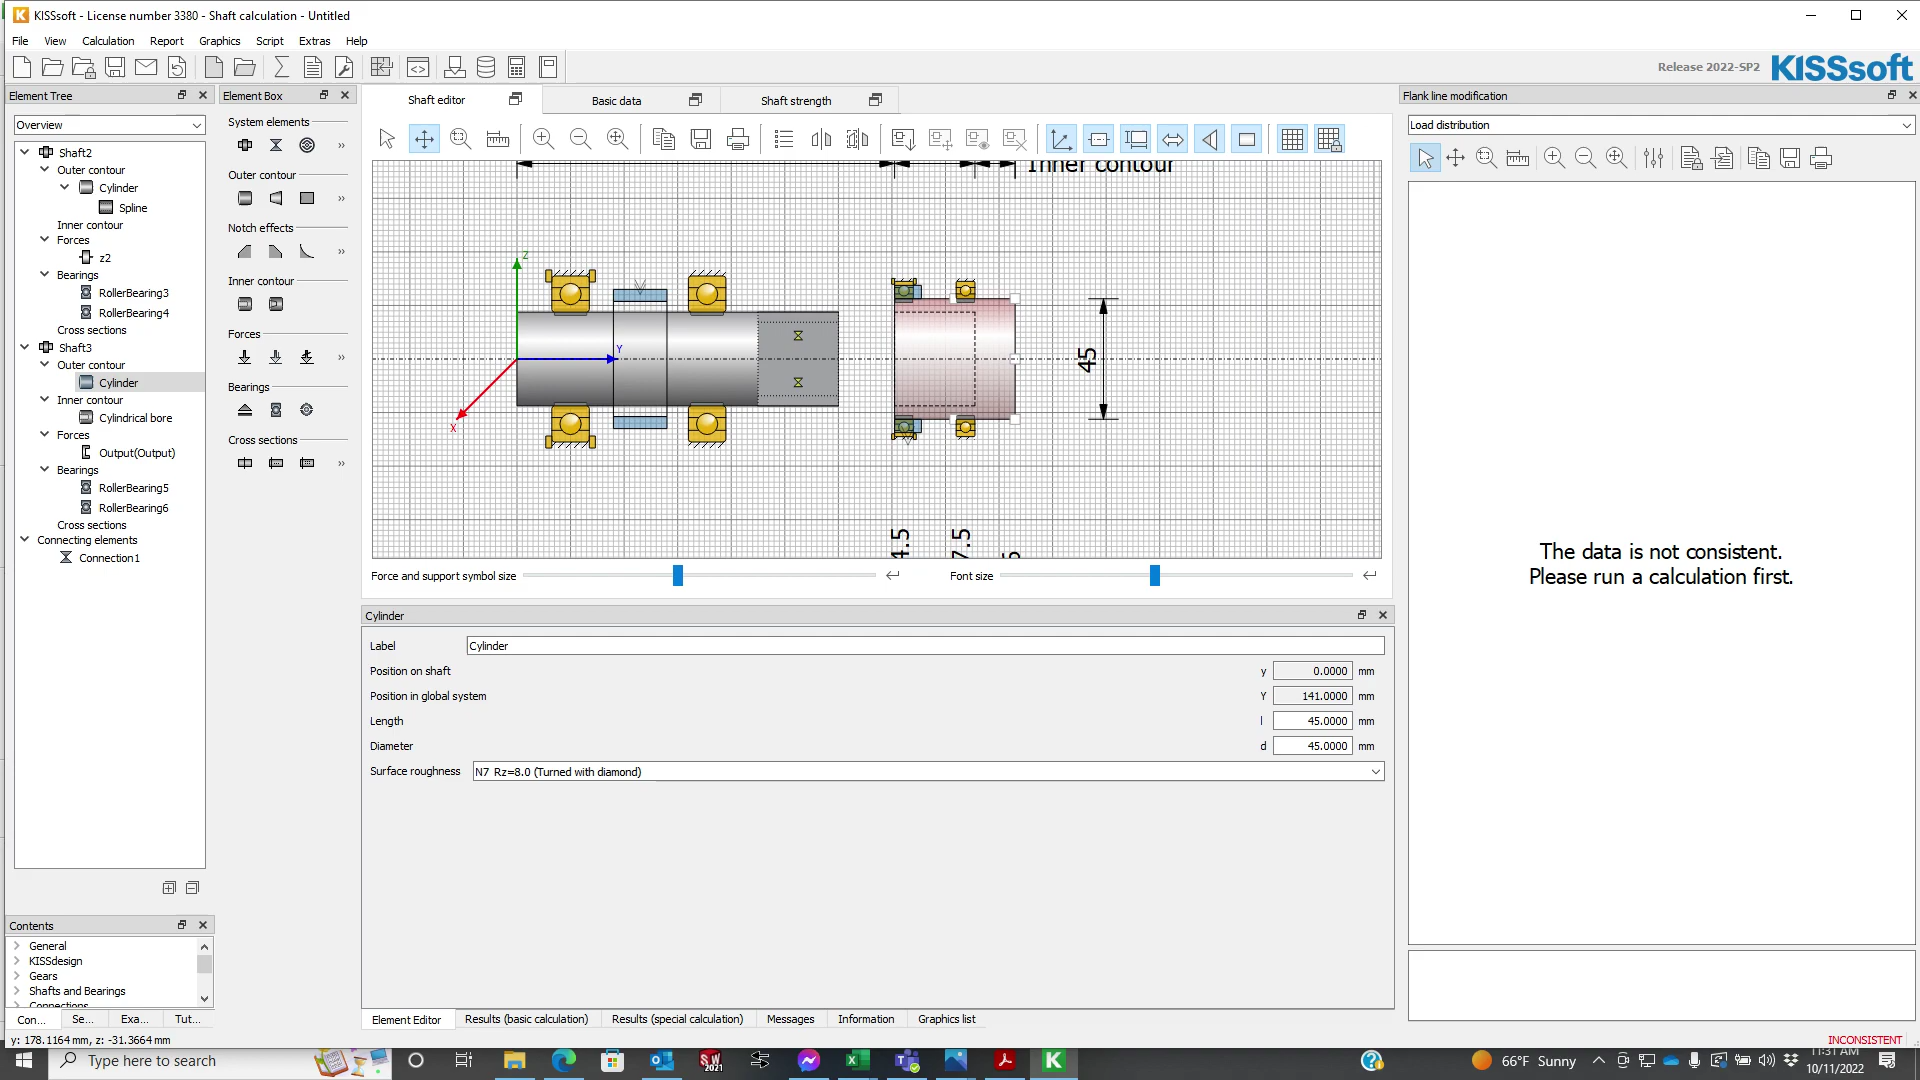 KISSsoft - License number 3380 - Shaft calculation - Untitled
File View Calculation Report Graphics Script Extras Help
Release 2022-SP2 KISSsoft
Element Tree
Overview
Shaft2
Outer contour
Cylinder
Spline
Inner contour
Forces
z2
Bearings
RollerBearing3
RollerBearing4
Cross sections
Shaft3
Outer contour
Cylinder
Inner contour
Cylindrical bore
Forces
Output(Output)
Bearings
RollerBearing5
RollerBearing6
Cross sections
Connecting elements
Connection1
Contents
General
KISSdesign
Gears
Shafts and Bearings
Connections
Con... Se... Exa... Tut...
y: 178.1164 mm, z: -31.3664 mm
Element Box
System elements
Outer contour
Notch effects
Inner contour
Forces
Bearings
Cross sections
Shaft editor Basic data Shaft strength
Inner contour
Z
Y
X
45
4.5
7.5
Force and support symbol size
Font size
Cylinder
Label Cylinder
Position on shaft y 0.0000 mm
Position in global system Y 141.0000 mm
Length l 45.0000 mm
Diameter d 45.0000 mm
Surface roughness N7 Rz=8.0 (Turned with diamond)
Element Editor Results (basic calculation) Results (special calculation) Messages Information Graphics list
Flank line modification
Load distribution
The data is not consistent.
Please run a calculation first.
INCONSISTENT
Type here to search
2021
66°F Sunny
11:31 AM
10/11/2022